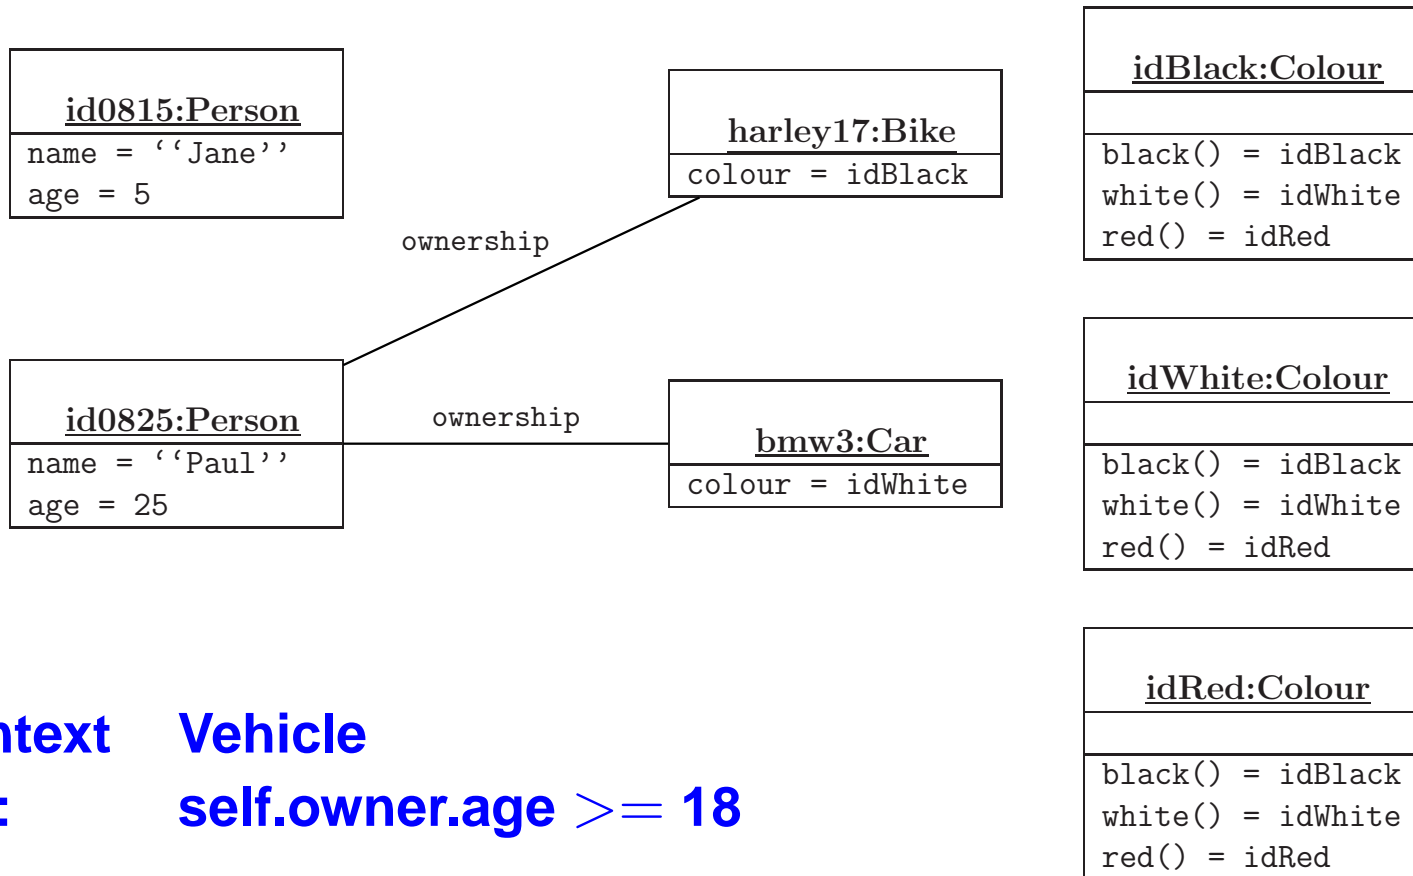 id0815:Person
name = ‘‘Jane’’
age = 5
harley17:Bike
colour = idBlack
idBlack:Colour
black() = idBlack
white() = idWhite
red() = idRed
ownership
id0825:Person
name = ‘‘Paul’’
age = 25
ownership
bmw3:Car
colour = idWhite
idWhite:Colour
black() = idBlack
white() = idWhite
red() = idRed
idRed:Colour
black() = idBlack
white() = idWhite
red() = idRed
ntext Vehicle
: self.owner.age >= 18